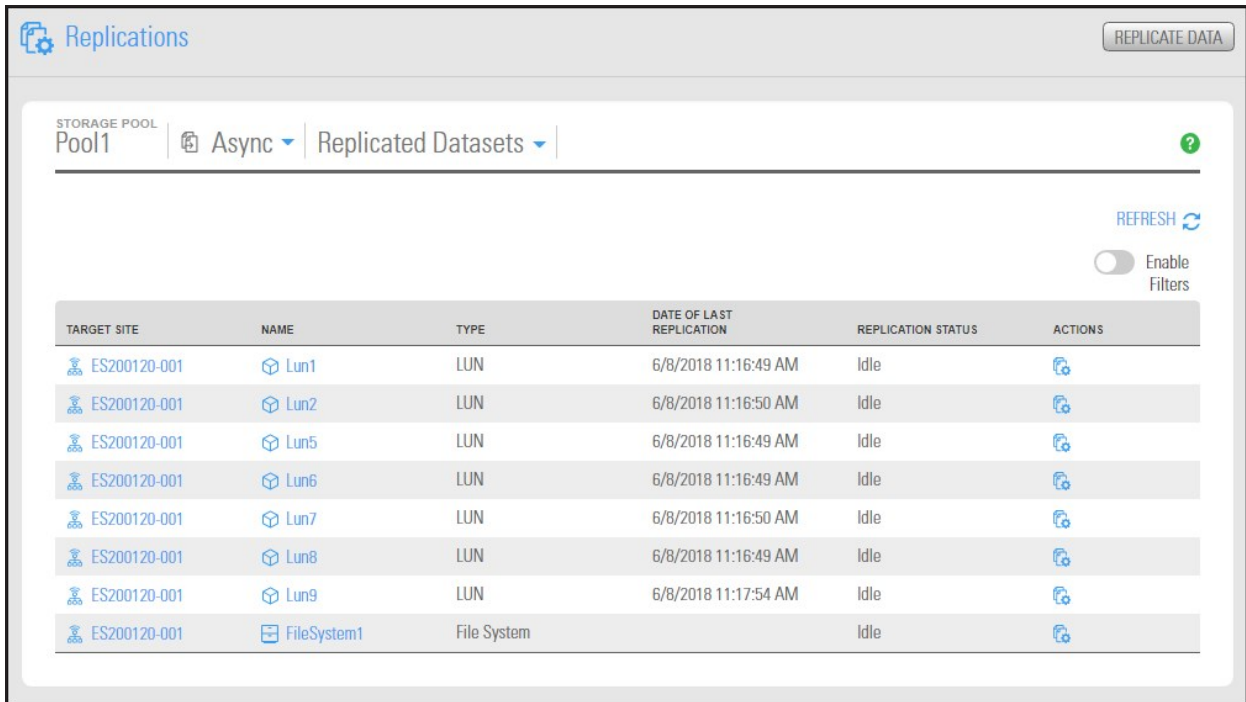 Replications
REPLICATE DATA
STORAGE POOL
Pool1
Async
Replicated Datasets
?
REFRESH
Enable
Filters
TARGET SITE NAME TYPE DATE OF LAST REPLICATION REPLICATION STATUS ACTIONS
ES200120-001 Lun1 LUN 6/8/2018 11:16:49 AM Idle
ES200120-001 Lun2 LUN 6/8/2018 11:16:50 AM Idle
ES200120-001 Lun5 LUN 6/8/2018 11:16:49 AM Idle
ES200120-001 Lun6 LUN 6/8/2018 11:16:49 AM Idle
ES200120-001 Lun7 LUN 6/8/2018 11:16:50 AM Idle
ES200120-001 Lun8 LUN 6/8/2018 11:16:49 AM Idle
ES200120-001 Lun9 LUN 6/8/2018 11:17:54 AM Idle
ES200120-001 FileSystem1 File System Idle